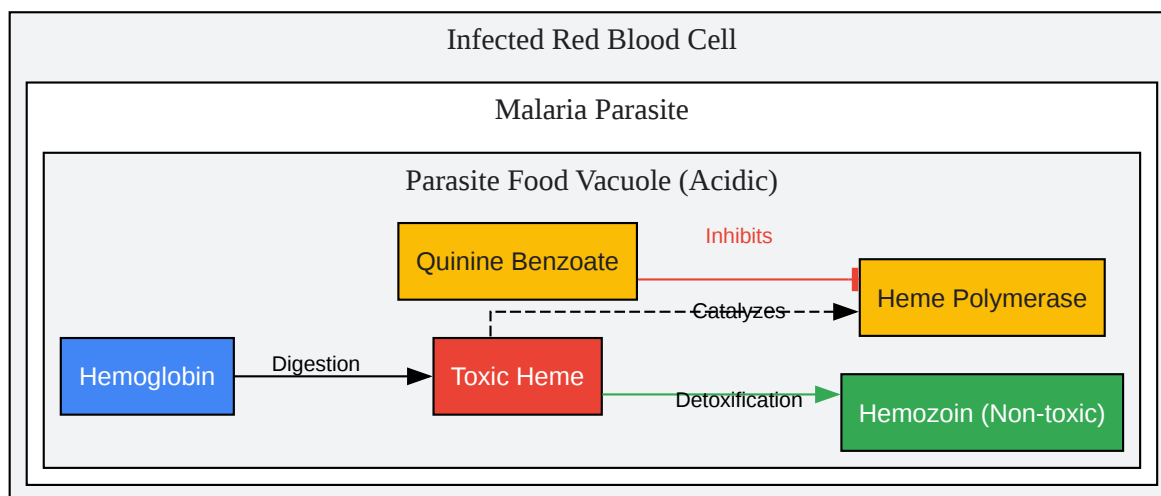 Infected Red Blood Cell
Malaria Parasite
Parasite Food Vacuole (Acidic)
Quinine Benzoate
Inhibits
Heme Polymerase
Catalyzes
Hemoglobin
Digestion
Toxic Heme
Detoxification
Hemozoin (Non-toxic)